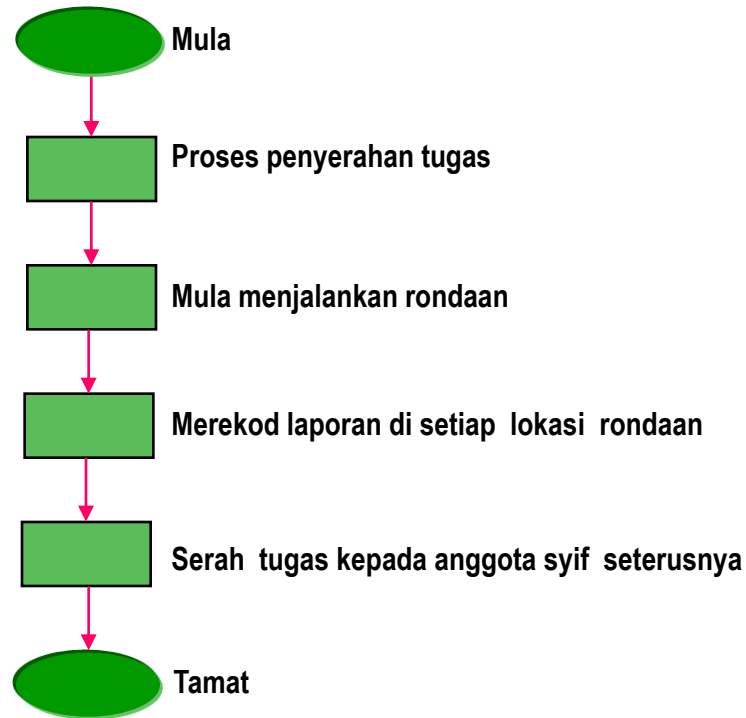 Mula
Proses penyerahan tugas
Mula menjalankan rondaan
Merekod laporan di setiap lokasi rondaan
Serah tugas kepada anggota syif seterusnya
Tamat